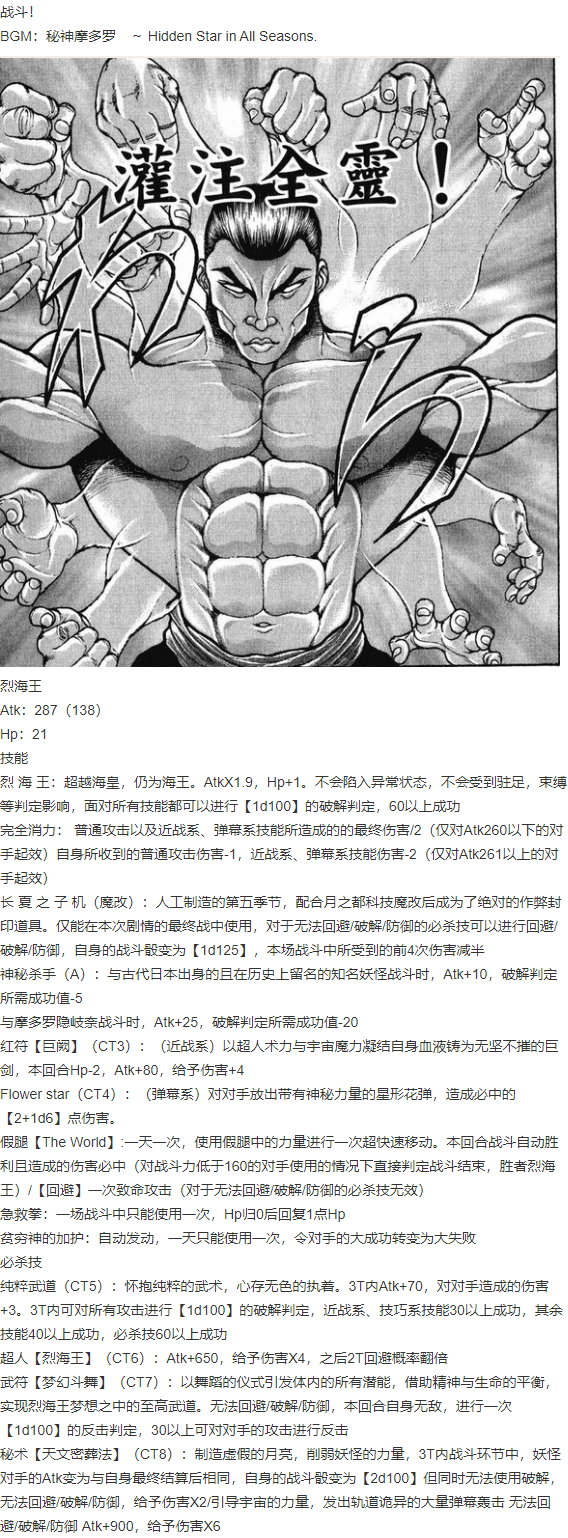 战斗！
BGM：秘神摩多罗　～ Hidden Star in All Seasons.
灌注全靈！
烈海王
Atk：287（138）
Hp：21
技能
烈 海 王：超越海皇，仍为海王。AtkX1.9，Hp+1。不会陷入异常状态，不会受到驻足，束缚
等判定影响，面对所有技能都可以进行【1d100】的破解判定，60以上成功
完全消力： 普通攻击以及近战系、弹幕系技能所造成的的最终伤害/2（仅对Atk260以下的对
手起效）自身所收到的普通攻击伤害-1，近战系、弹幕系技能伤害-2（仅对Atk261以上的对
手起效）
长 夏 之 子 机（魔改）：人工制造的第五季节，配合月之都科技魔改后成为了绝对的作弊封
印道具。仅能在本次剧情的最终战中使用，对于无法回避/破解/防御的必杀技可以进行回避/
破解/防御，自身的战斗骰变为【1d125】，本场战斗中所受到的前4次伤害减半
神秘杀手（A）：与古代日本出身的且在历史上留名的知名妖怪战斗时，Atk+10，破解判定
所需成功值-5
与摩多罗隐岐奈战斗时，Atk+25，破解判定所需成功值-20
红符【巨阙】（CT3）：（近战系）以超人术力与宇宙魔力凝结自身血液铸为无坚不摧的巨
剑，本回合Hp-2，Atk+80，给予伤害+4
Flower star（CT4）：（弹幕系）对对手放出带有神秘力量的星形花弹，造成必中的
【2+1d6】点伤害。
假腿【The World】:一天一次，使用假腿中的力量进行一次超快速移动。本回合战斗自动胜
利且造成的伤害必中（对战斗力低于160的对手使用的情况下直接判定战斗结束，胜者烈海
王）/【回避】一次致命攻击（对于无法回避/破解/防御的必杀技无效）
急救拳：一场战斗中只能使用一次，Hp归0后回复1点Hp
贫穷神的加护：自动发动，一天只能使用一次，令对手的大成功转变为大失败
必杀技
纯粹武道（CT5）：怀抱纯粹的武术，心存无色的执着。3T内Atk+70，对对手造成的伤害
+3。3T内可对所有攻击进行【1d100】的破解判定，近战系、技巧系技能30以上成功，其余
技能40以上成功，必杀技60以上成功
超人【烈海王】（CT6）：Atk+650，给予伤害X4，之后2T回避概率翻倍
武符【梦幻斗舞】（CT7）：以舞蹈的仪式引发体内的所有潜能，借助精神与生命的平衡，
实现烈海王梦想之中的至高武道。无法回避/破解/防御，本回合自身无敌，进行一次
【1d100】的反击判定，30以上可对对手的攻击进行反击
秘术【天文密葬法】（CT8）：制造虚假的月亮，削弱妖怪的力量，3T内战斗环节中，妖怪
对手的Atk变为与自身最终结算后相同，自身的战斗骰变为【2d100】但同时无法使用破解，
无法回避/破解/防御，给予伤害X2/引导宇宙的力量，发出轨道诡异的大量弹幕轰击 无法回
避/破解/防御 Atk+900，给予伤害X6